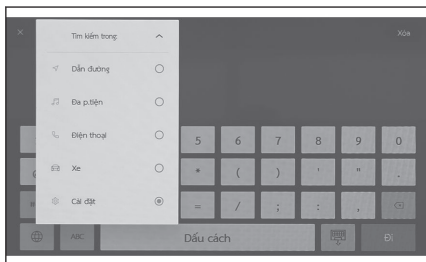 Tìm kiếm trong:
Xóa
Dẫn đường
Đa p.tiện
Điện thoại
Xe
Cài đặt
5 6 7 8 9 0
* ( ) ' " .
= / ; : ,
ABC Dấu cách Đi